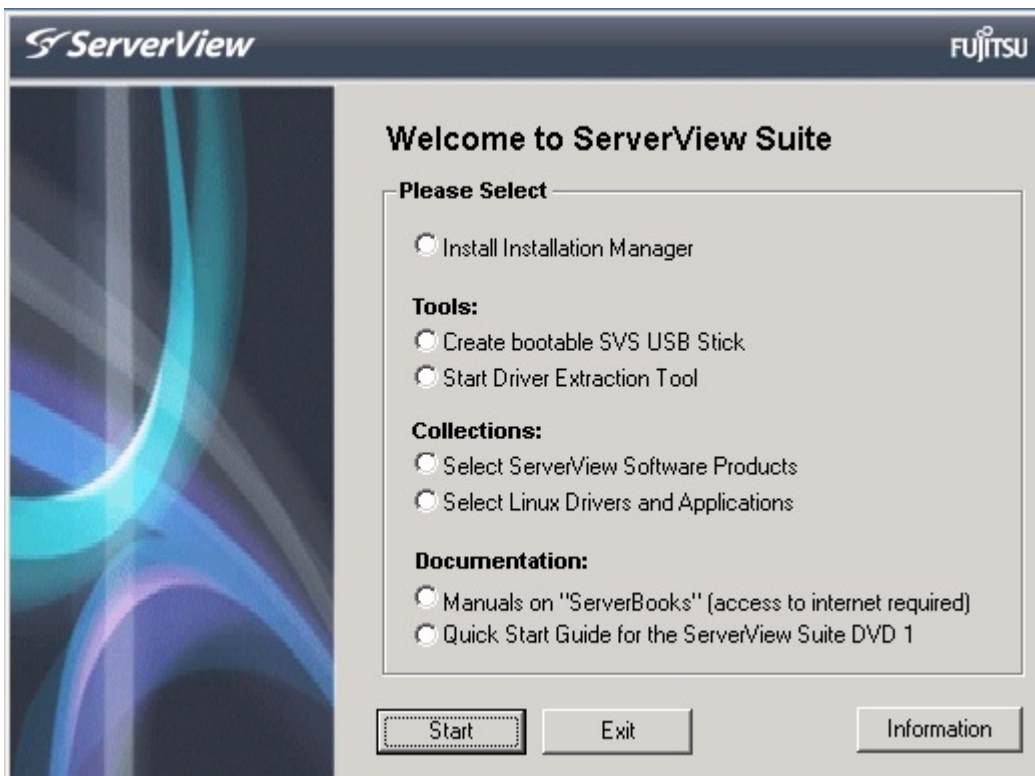 ServerView
FUJITSU
Welcome to ServerView Suite
Please Select
Install Installation Manager
Tools:
Create bootable SVS USB Stick
Start Driver Extraction Tool
Collections:
Select ServerView Software Products
Select Linux Drivers and Applications
Documentation:
Manuals on "ServerBooks" (access to internet required)
Quick Start Guide for the ServerView Suite DVD 1
Start
Exit
Information